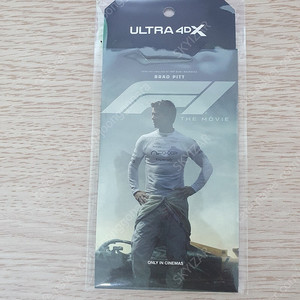 ULTRA 4DX
BRAD PITT
F1
THE MOVIE
ONLY IN CINEMAS